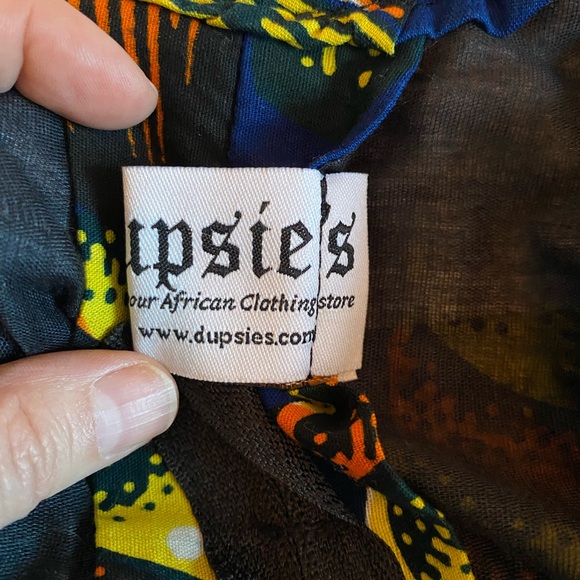 upsie's
our African Clothing store
www.dupsies.com